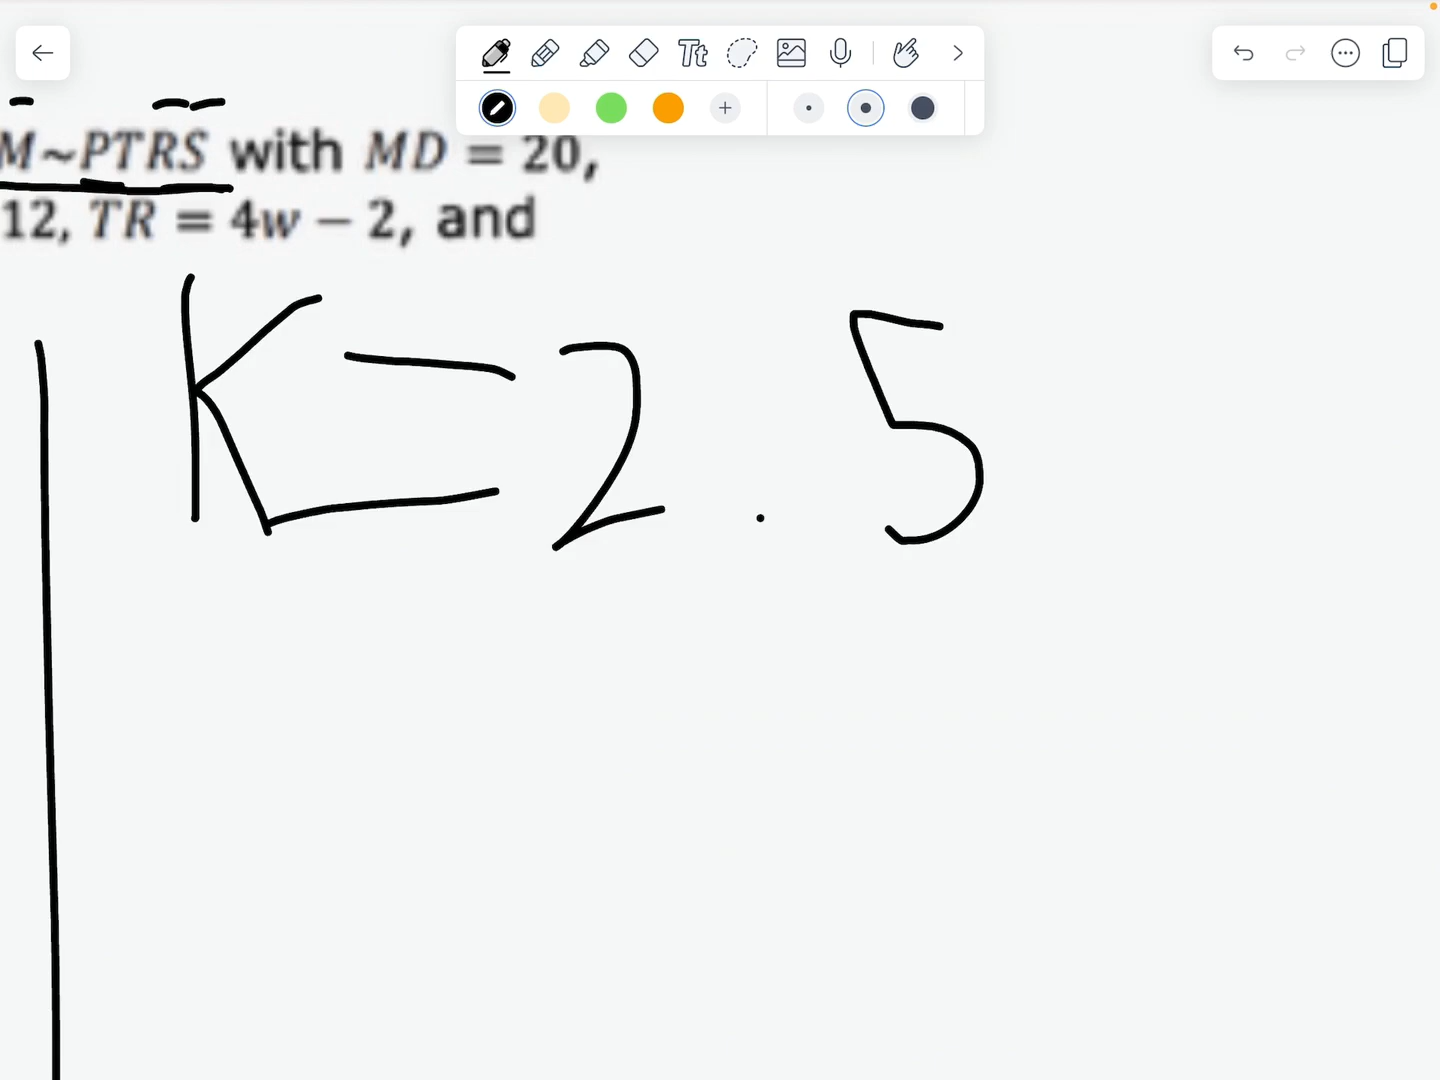 M~PTRS with MD = 20,
12, TR = 4w − 2, and
K=2.5